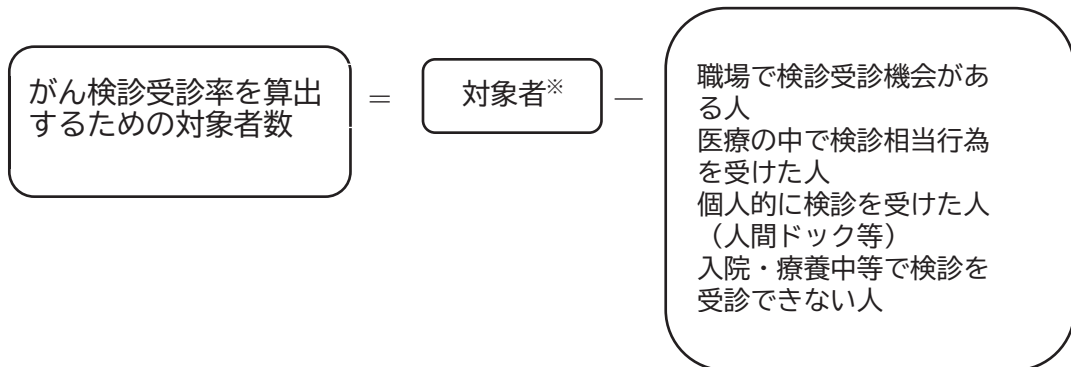 がん検診受診率を算出
するための対象者数
＝
対象者※
―
職場で検診受診機会があ
る人
医療の中で検診相当行為
を受けた人
個人的に検診を受けた人
（人間ドック等）
入院・療養中等で検診を
受診できない人